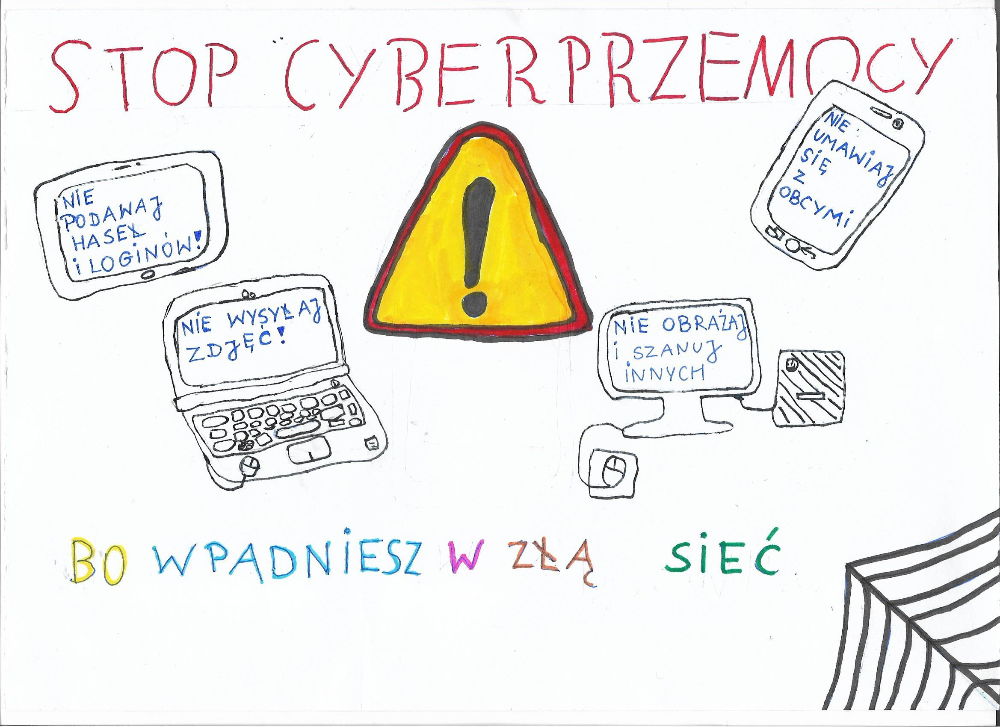 STOP CYBERPRZEMOCY
NIE
PODAWAJ
HASEŁ
i LOGiNÓW!
NiE
UMAWiAJ
SiĘ
Z
OBCYMi
NiE WYSYŁAJ
ZDJĘĆ!
NiE OBRAŻAJ
i SZANUJ
iNNYCH
BO WPADNiESZ W ZŁĄ SiEĆ